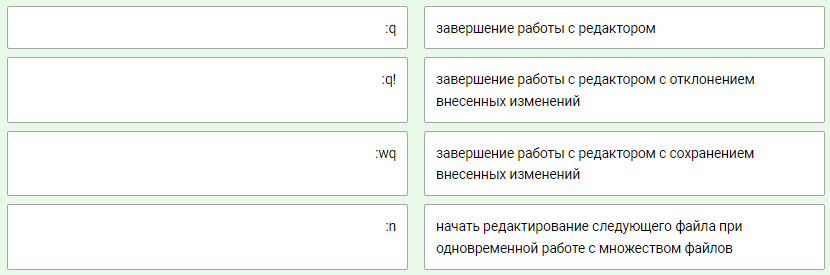 :q
завершение работы с редактором
:q!
завершение работы с редактором с отклонением
внесенных изменений
:wq
завершение работы с редактором с сохранением
внесенных изменений
:n
начать редактирование следующего файла при
одновременной работе с множеством файлов